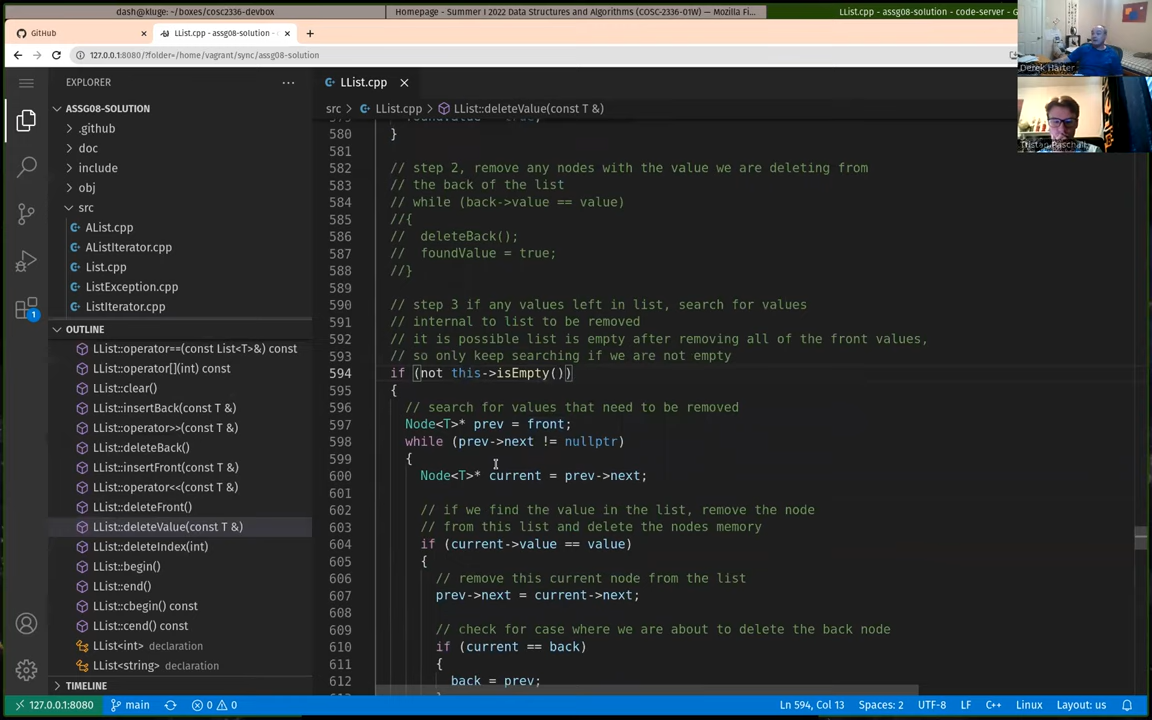 dash@kluge: ~/boxes/cosc2336-devbox
Homepage - Summer I 2022 Data Structures and Algorithms (COSC-2336-01W) — Mozilla Fi...
LList.cpp - assg08-solution - code-server —
GitHub
LList.cpp - assg08-solution -
127.0.0.1:8080/?folder=/home/vagrant/sync/assg08-solution
Derek Harter
Tristan Paschall
EXPLORER
ASSG08-SOLUTION
.github
doc
include
obj
src
AList.cpp
AListIterator.cpp
List.cpp
ListException.cpp
ListIterator.cpp
OUTLINE
LList::operator==(const List<T>&) const
LList::operator[](int) const
LList::clear()
LList::insertBack(const T &)
LList::operator>>(const T &)
LList::deleteBack()
LList::insertFront(const T &)
LList::operator<<(const T &)
LList::deleteFront()
LList::deleteValue(const T &)
LList::deleteIndex(int)
LList::begin()
LList::end()
LList::cbegin() const
LList::cend() const
LList<int> declaration
LList<string> declaration
TIMELINE
1
LList.cpp
src > LList.cpp > LList::deleteValue(const T &)
580 }
581
582 // step 2, remove any nodes with the value we are deleting from
583 // the back of the list
584 // while (back->value == value)
585 //{
586 // deleteBack();
587 // foundValue = true;
588 //}
589
590 // step 3 if any values left in list, search for values
591 // internal to list to be removed
592 // it is possible list is empty after removing all of the front values,
593 // so only keep searching if we are not empty
594 if (not this->isEmpty())
595 {
596 // search for values that need to be removed
597 Node<T>* prev = front;
598 while (prev->next != nullptr)
599 {
600 Node<T>* current = prev->next;
601
602 // if we find the value in the list, remove the node
603 // from this list and delete the nodes memory
604 if (current->value == value)
605 {
606 // remove this current node from the list
607 prev->next = current->next;
608
609 // check for case where we are about to delete the back node
610 if (current == back)
611 {
612 back = prev;
127.0.0.1:8080 main 0 0 Ln 594, Col 13 Spaces: 2 UTF-8 LF C++ Linux Layout: us